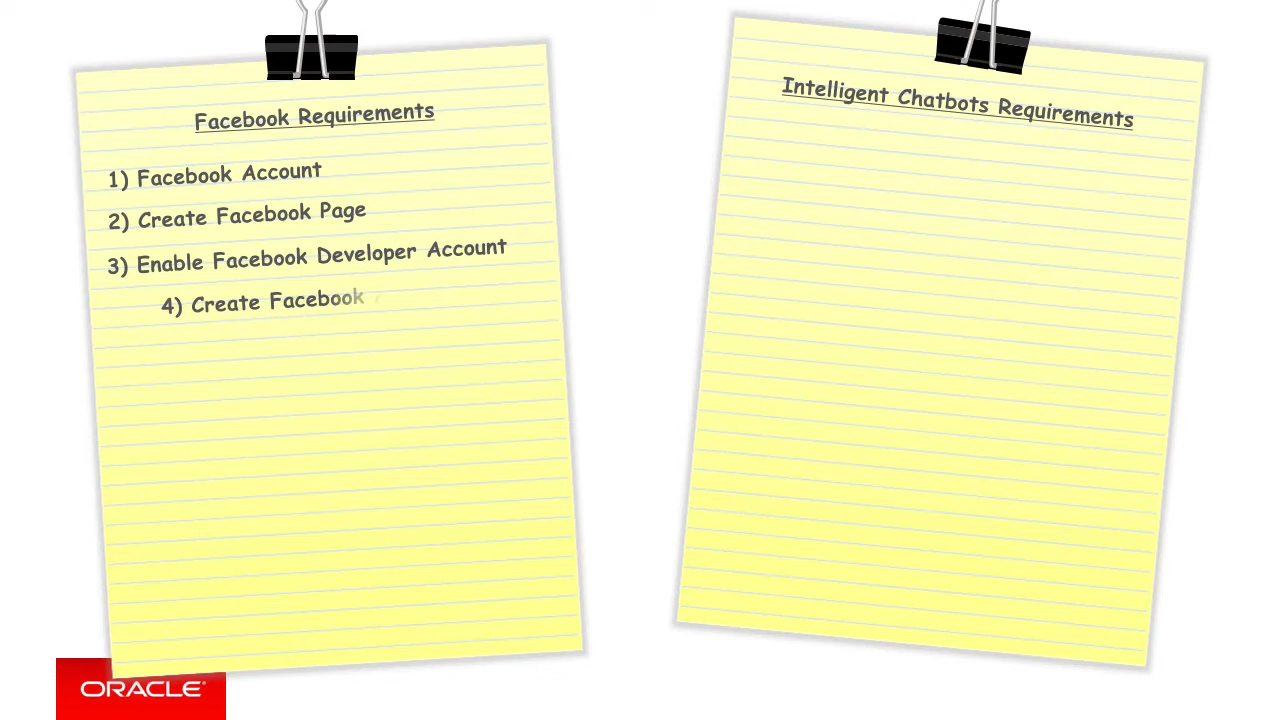 Facebook Requirements
1) Facebook Account
2) Create Facebook Page
3) Enable Facebook Developer Account
4) Create Facebook
Intelligent Chatbots Requirements
ORACLE®